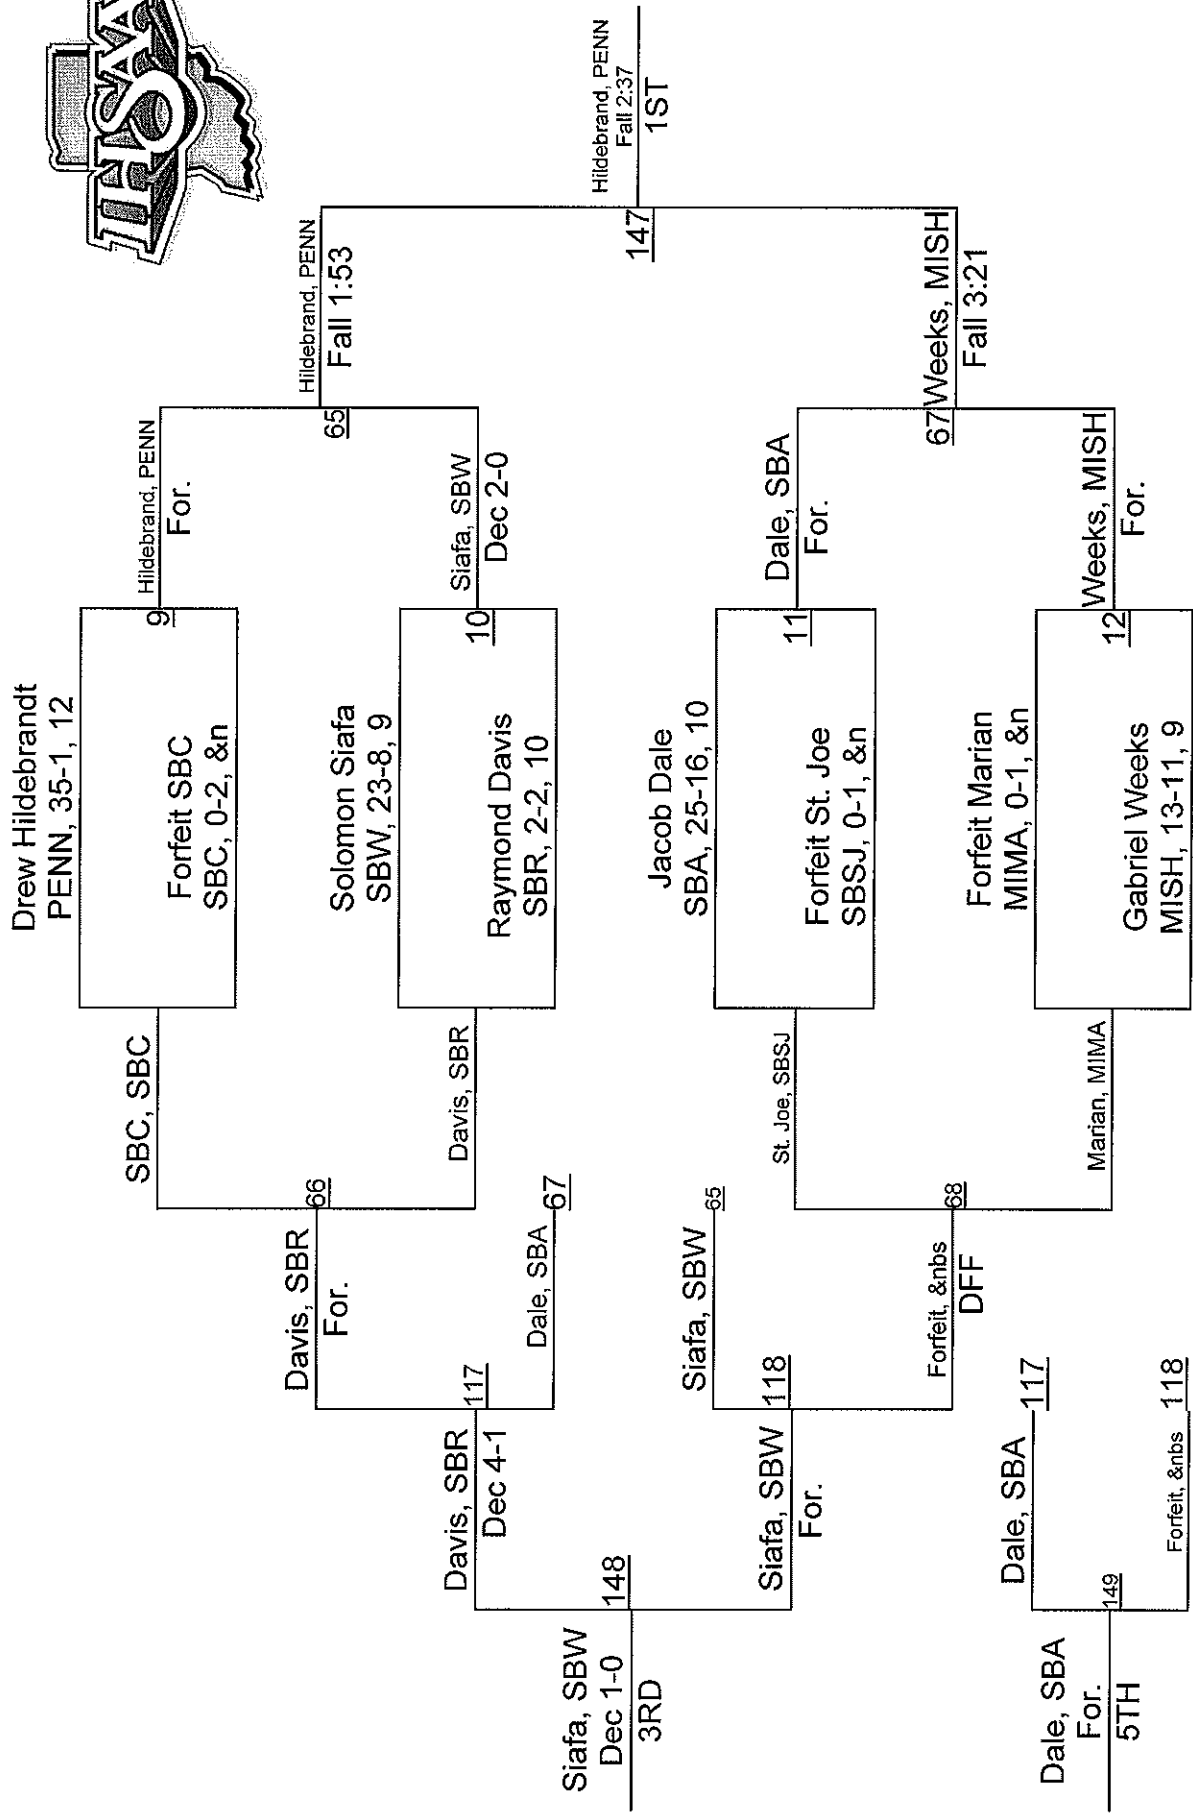 IHSAA
Drew Hildebrandt
PENN, 35-1, 12
Forfeit SBC
SBC, 0-2, &n
9
Solomon Siafa
SBW, 23-8, 9
Raymond Davis
SBR, 2-2, 10
10
Jacob Dale
SBA, 25-16, 10
Forfeit St. Joe
SBSJ, 0-1, &n
11
Forfeit Marian
MIMA, 0-1, &n
Gabriel Weeks
MISH, 13-11, 9
12
Hildebrand, PENN
For.
65
Siafa, SBW
Dec 2-0
Dale, SBA
For.
67
Weeks, MISH
For.
Hildebrand, PENN
Fall 1:53
147
Weeks, MISH
Fall 3:21
Hildebrand, PENN
Fall 2:37
1ST
SBC, SBC
66
Davis, SBR
St. Joe, SBSJ
68
Marian, MIMA
Davis, SBR
For.
117
Dale, SBA
67
Siafa, SBW
65
118
Forfeit, &nbs
DFF
Davis, SBR
Dec 4-1
148
Siafa, SBW
For.
Siafa, SBW
Dec 1-0
3RD
Dale, SBA
117
149
Forfeit, &nbs
118
Dale, SBA
For.
5TH